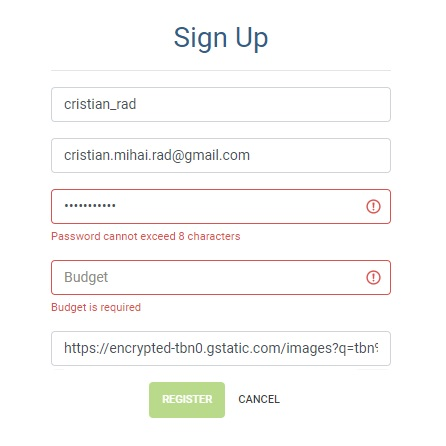 Sign Up
cristian_rad
cristian.mihai.rad@gmail.com
•••••••••••
Password cannot exceed 8 characters
Budget
Budget is required
https://encrypted-tbn0.gstatic.com/images?q=tbn%
REGISTER CANCEL